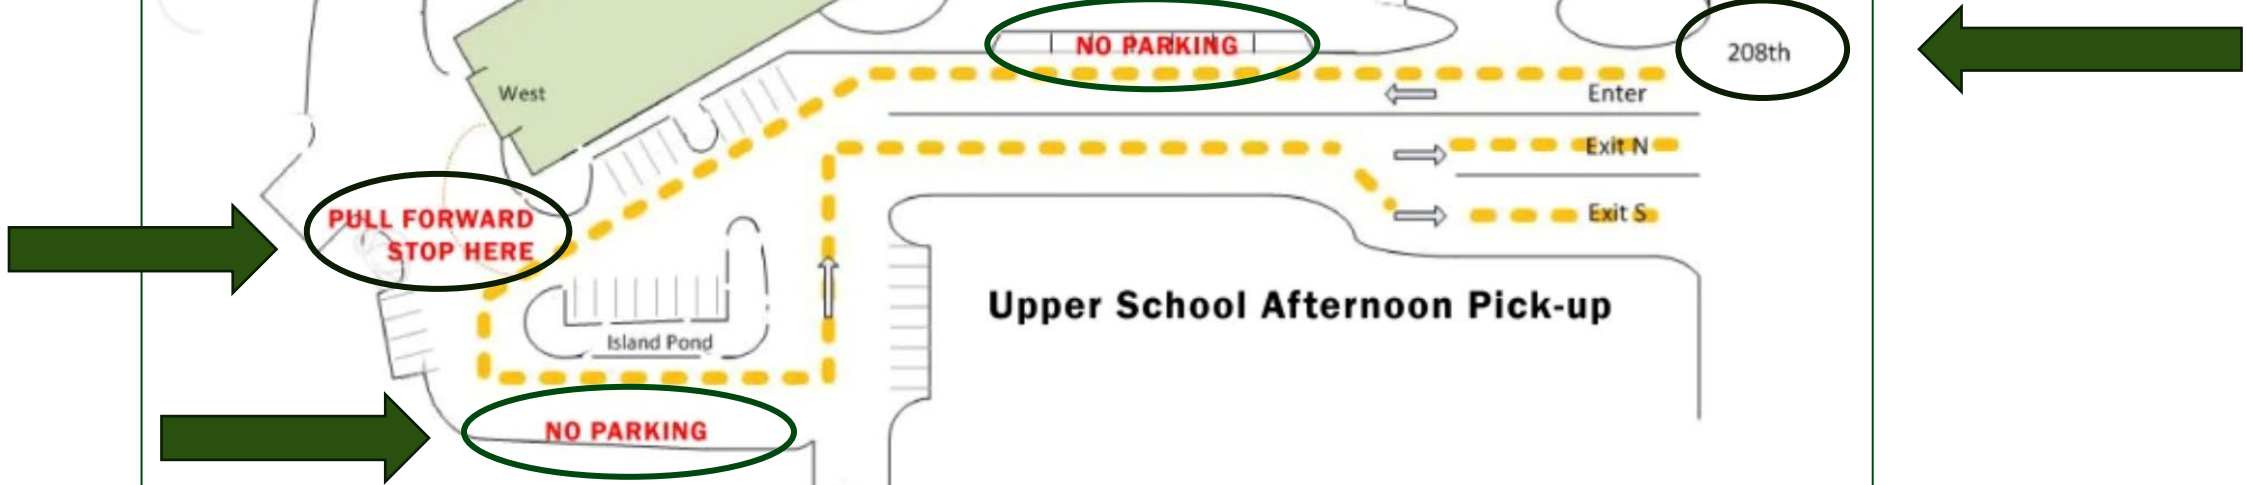 NO PARKING
208th
West
Enter
Exit N
PULL FORWARD
STOP HERE
Exit S
Upper School Afternoon Pick-up
Island Pond
NO PARKING